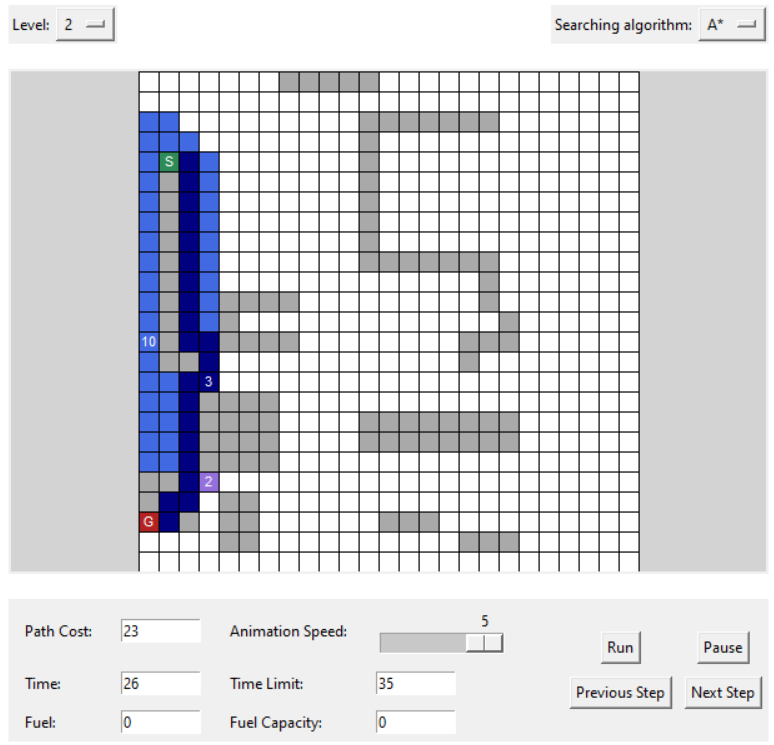 Level: 2 Searching algorithm: A*
S
10
3
2
G
5
Path Cost: 23 Animation Speed: Run Pause
Time: 26 Time Limit: 35 Previous Step Next Step
Fuel: 0 Fuel Capacity: 0